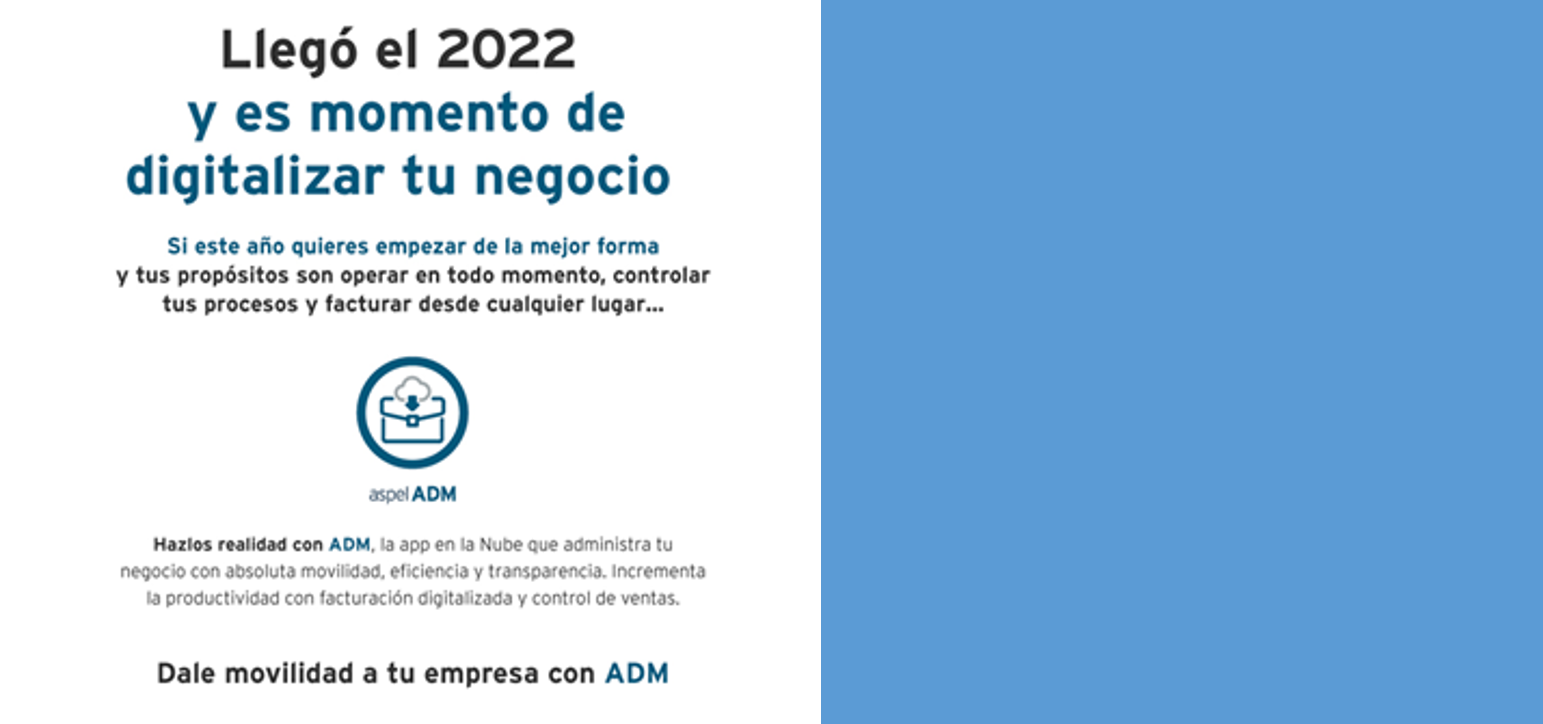 Llegó el 2022
y es momento de
digitalizar tu negocio
Si este año quieres empezar de la mejor forma
y tus propósitos son operar en todo momento, controlar
tus procesos y facturar desde cualquier lugar...
aspel ADM
Hazlos realidad con ADM, la app en la Nube que administra tu
negocio con absoluta movilidad, eficiencia y transparencia. Incrementa
la productividad con facturación digitalizada y control de ventas.
Dale movilidad a tu empresa con ADM